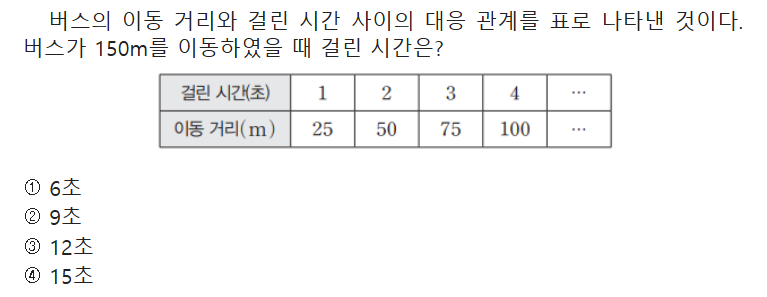 버스의 이동 거리와 걸린 시간 사이의 대응 관계를 표로 나타낸 것이다.
버스가 150m를 이동하였을 때 걸린 시간은?
걸린 시간(초) 1 2 3 4 …
이동 거리(m) 25 50 75 100 …
① 6초
② 9초
③ 12초
④ 15초